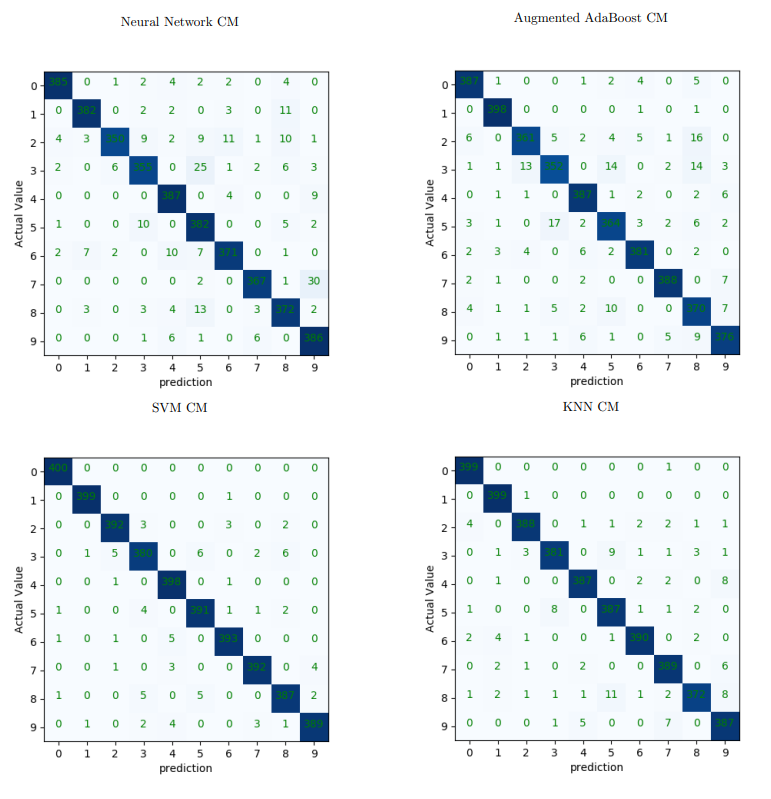 Neural Network CM
0 385 0 1 2 4 2 2 0 4 0
1 0 382 0 2 2 0 3 0 11 0
2 4 3 350 9 2 9 11 1 10 1
3 2 0 6 355 0 25 1 2 6 3
4 0 0 0 0 387 0 4 0 0 9
5 1 0 0 10 0 382 0 0 5 2
6 2 7 2 0 10 7 371 0 1 0
7 0 0 0 0 0 2 0 367 1 30
8 0 3 0 3 4 13 0 3 372 2
9 0 0 0 1 6 1 0 6 0 386
0 1 2 3 4 5 6 7 8 9
Actual Value
prediction
Augmented AdaBoost CM
0 387 1 0 0 1 2 4 0 5 0
1 0 398 0 0 0 0 1 0 1 0
2 6 0 361 5 2 4 5 1 16 0
3 1 1 13 352 0 14 0 2 14 3
4 0 1 1 0 387 1 2 0 2 6
5 3 1 0 17 2 364 3 2 6 2
6 2 3 4 0 6 2 381 0 2 0
7 2 1 0 0 2 0 0 388 0 7
8 4 1 1 5 2 10 0 0 370 7
9 0 1 1 1 6 1 0 5 9 376
0 1 2 3 4 5 6 7 8 9
Actual Value
prediction
SVM CM
0 400 0 0 0 0 0 0 0 0 0
1 0 399 0 0 0 0 1 0 0 0
2 0 0 392 3 0 0 3 0 2 0
3 0 1 5 380 0 6 0 2 6 0
4 0 0 1 0 398 0 1 0 0 0
5 1 0 0 4 0 391 1 1 2 0
6 1 0 1 0 5 0 393 0 0 0
7 0 0 1 0 3 0 0 392 0 4
8 1 0 0 5 0 5 0 0 387 2
9 0 1 0 2 4 0 0 3 1 389
0 1 2 3 4 5 6 7 8 9
Actual Value
prediction
KNN CM
0 399 0 0 0 0 0 0 1 0 0
1 0 399 1 0 0 0 0 0 0 0
2 4 0 388 0 1 1 2 2 1 1
3 0 1 3 381 0 9 1 1 3 1
4 0 1 0 0 387 0 2 2 0 8
5 1 0 0 8 0 387 1 1 2 0
6 2 4 1 0 0 1 390 0 2 0
7 0 2 1 0 2 0 0 389 0 6
8 1 2 1 1 1 11 1 2 372 8
9 0 0 0 1 5 0 0 7 0 387
0 1 2 3 4 5 6 7 8 9
Actual Value
prediction